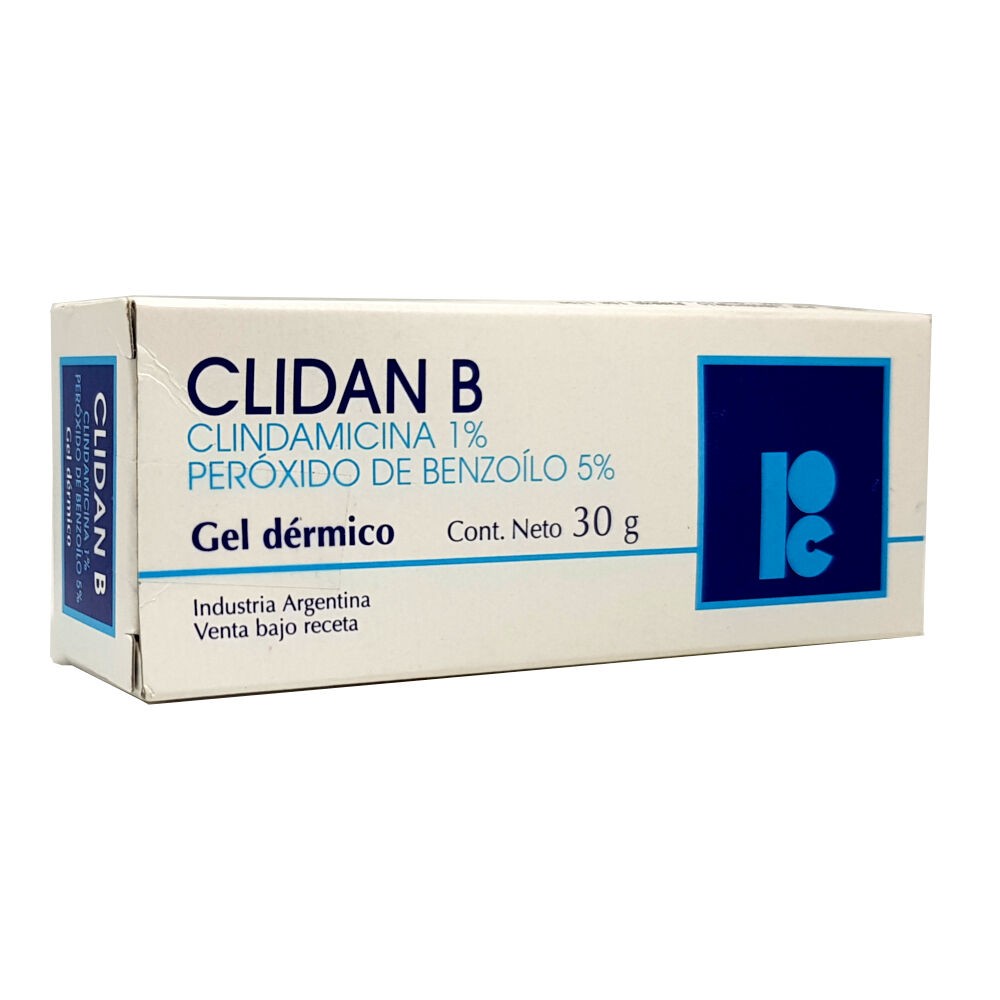 CLIDAN B
CLINDAMICINA 1%
PERÓXIDO DE BENZOÍLO 5%
Gel dérmico
Cont. Neto 30 g
Industria Argentina
Venta bajo receta
CLIDAN B
CLINDAMICINA 1%
PERÓXIDO DE BENZOÍLO 5%
Gel dérmico